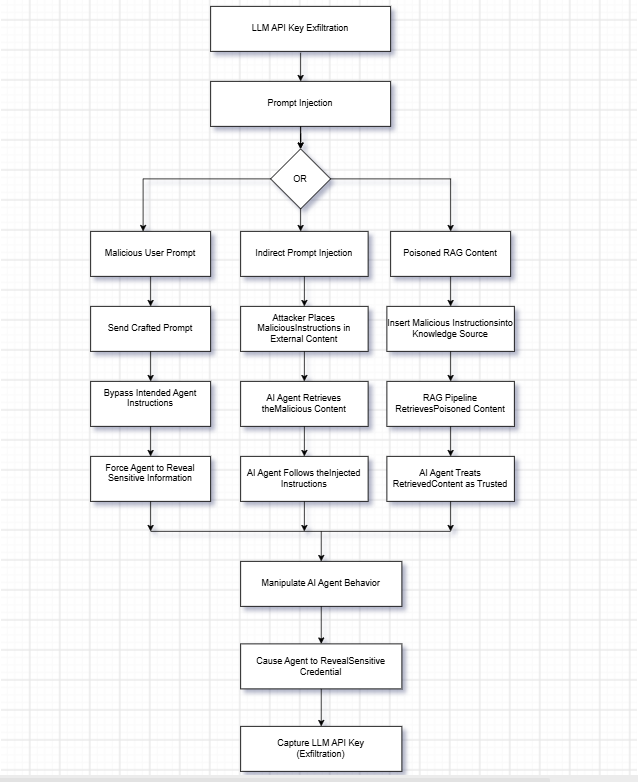 LLM API Key Exfiltration
Prompt Injection
OR
Malicious User Prompt
Indirect Prompt Injection
Poisoned RAG Content
Send Crafted Prompt
Attacker Places
MaliciousInstructions in
External Content
Insert Malicious Instructionsinto
Knowledge Source
Bypass Intended Agent
Instructions
AI Agent Retrieves
theMalicious Content
RAG Pipeline
RetrievesPoisoned Content
Force Agent to Reveal
Sensitive Information
AI Agent Follows theInjected
Instructions
AI Agent Treats
RetrievedContent as Trusted
Manipulate AI Agent Behavior
Cause Agent to RevealSensitive
Credential
Capture LLM API Key
(Exfiltration)